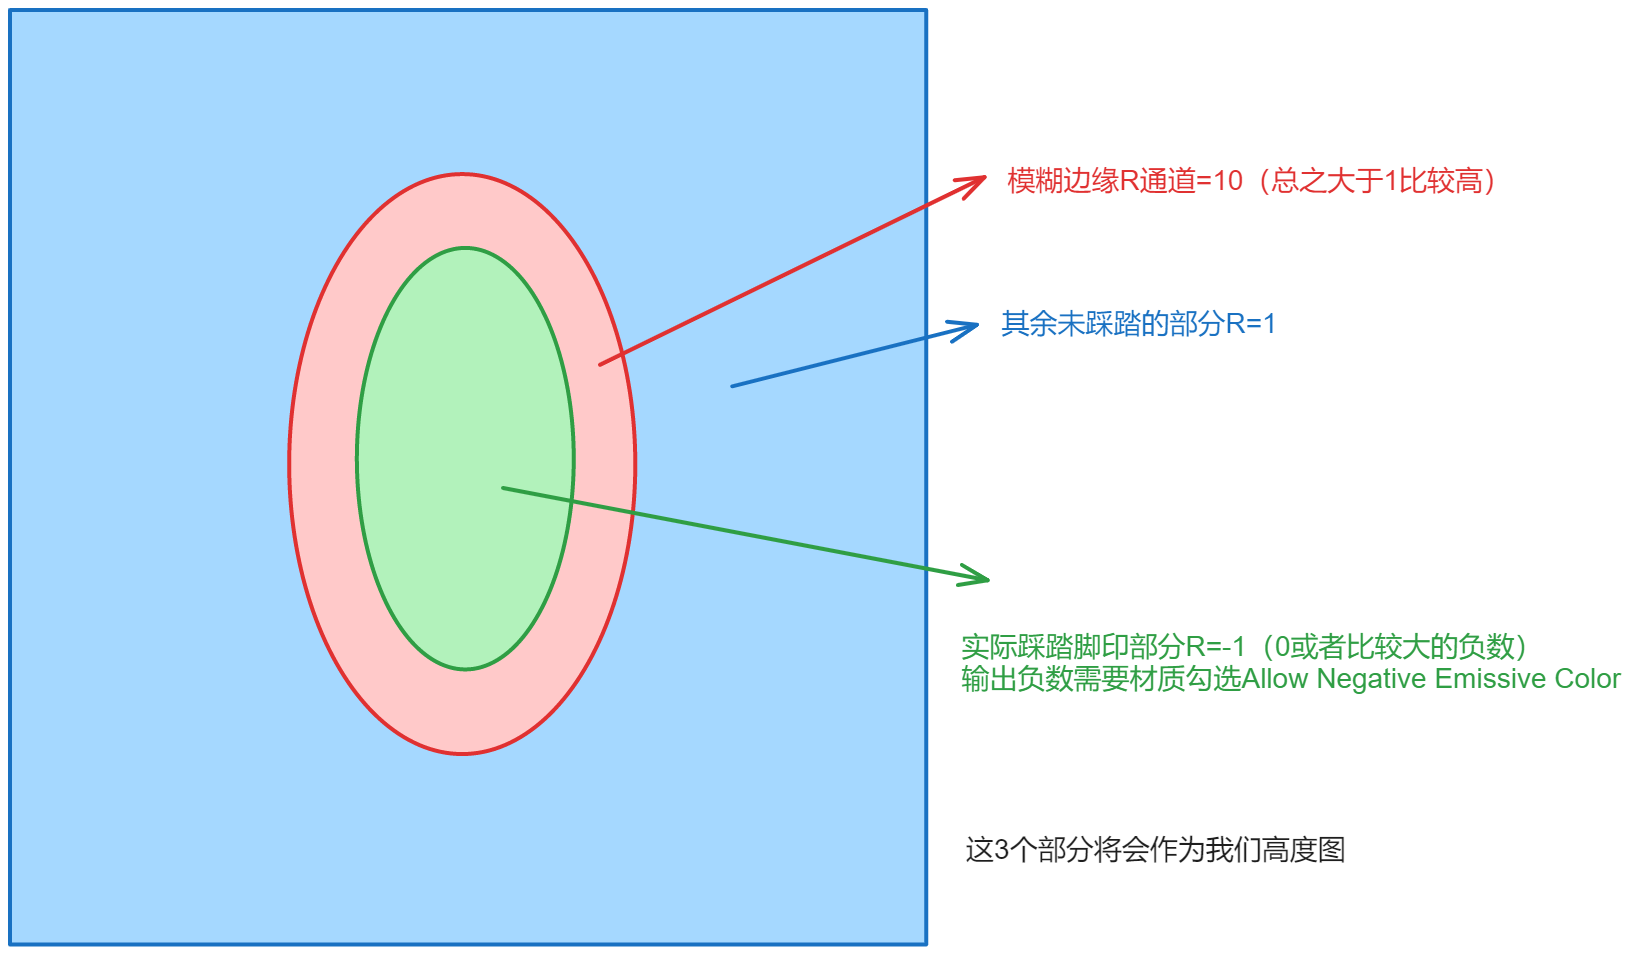 模糊边缘R通道=10（总之大于1比较高）
其余未踩踏的部分R=1
实际踩踏脚印部分R=-1（0或者比较大的负数）
输出负数需要材质勾选Allow Negative Emissive Color
这3个部分将会作为我们高度图